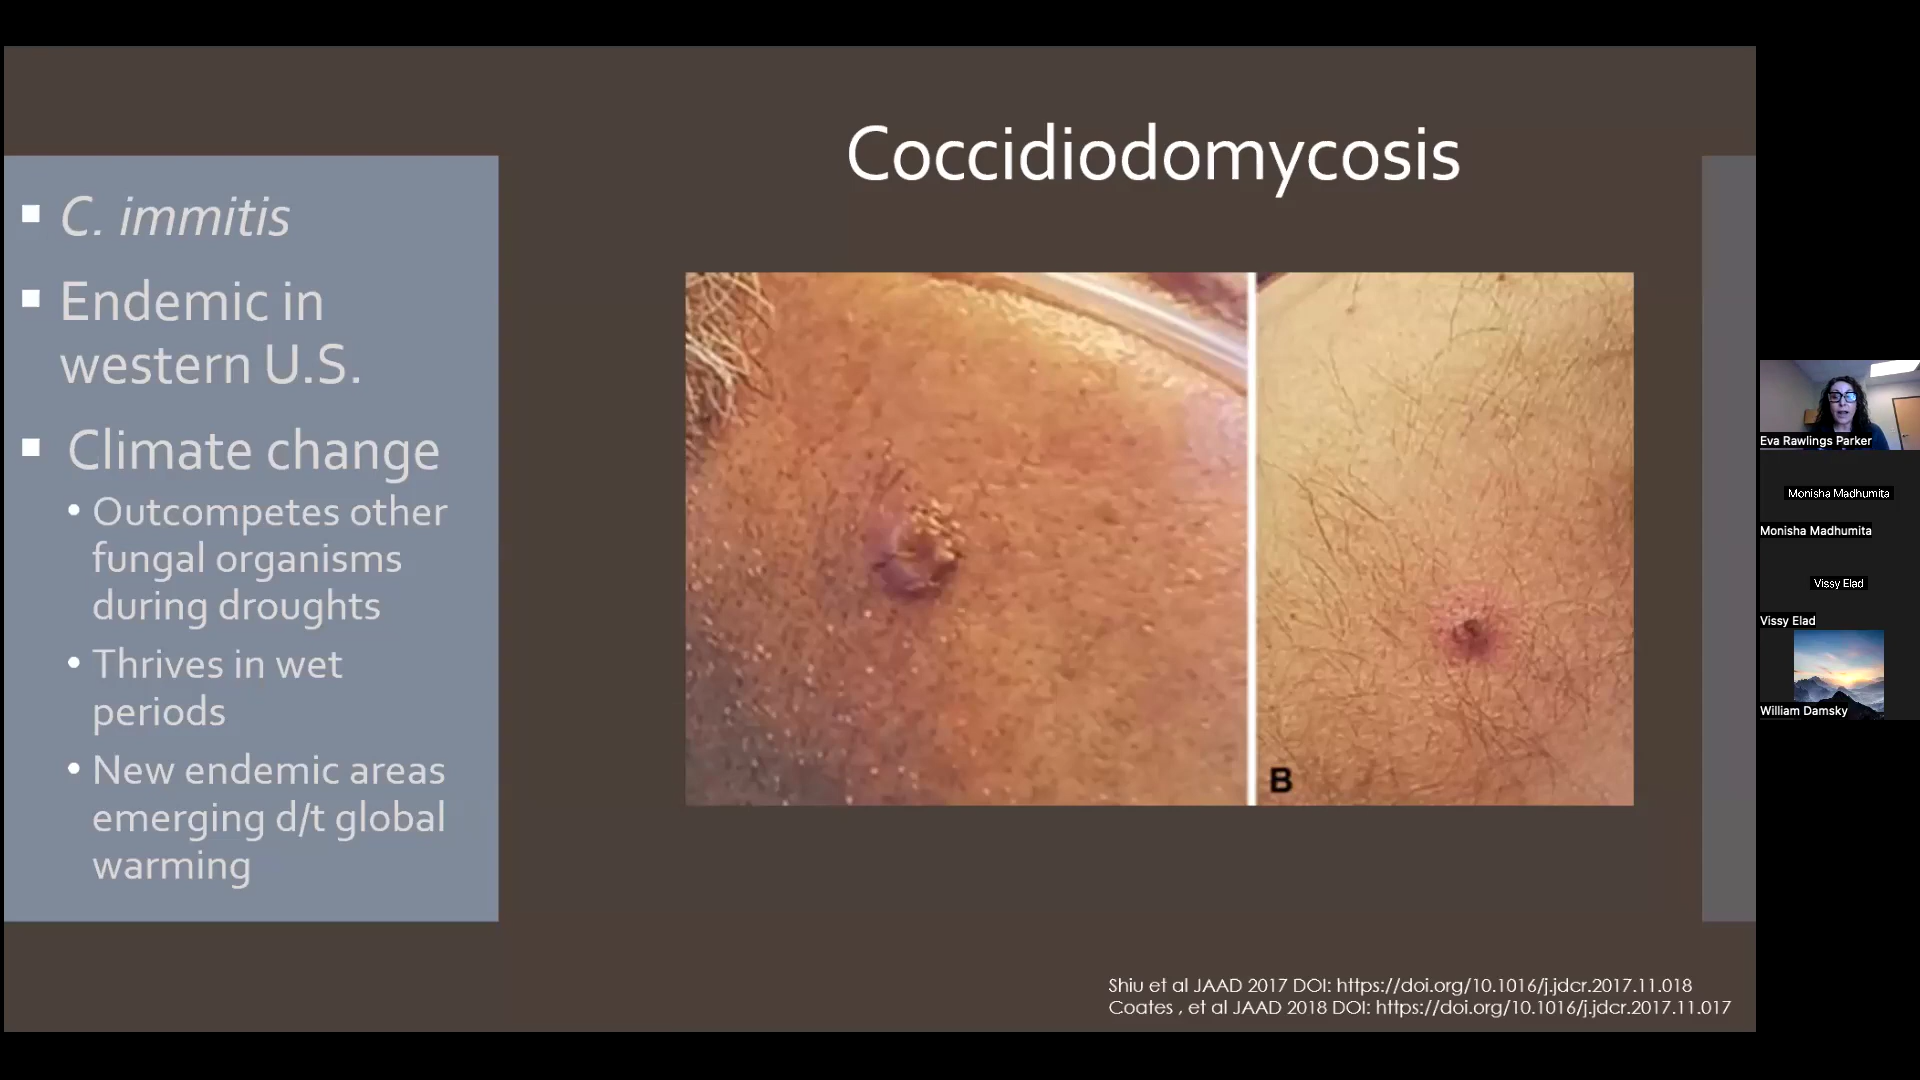 Coccidiodomycosis
▪ C. immitis
▪ Endemic in
western U.S.
▪ Climate change
• Outcompetes other
fungal organisms
during droughts
• Thrives in wet
periods
• New endemic areas
emerging d/t global
warming
B
Shiu et al JAAD 2017 DOI: https://doi.org/10.1016/j.jdcr.2017.11.018
Coates , et al JAAD 2018 DOI: https://doi.org/10.1016/j.jdcr.2017.11.017
Eva Rawlings Parker
Monisha Madhumita
Monisha Madhumita
Vissy Elad
Vissy Elad
William Damsky